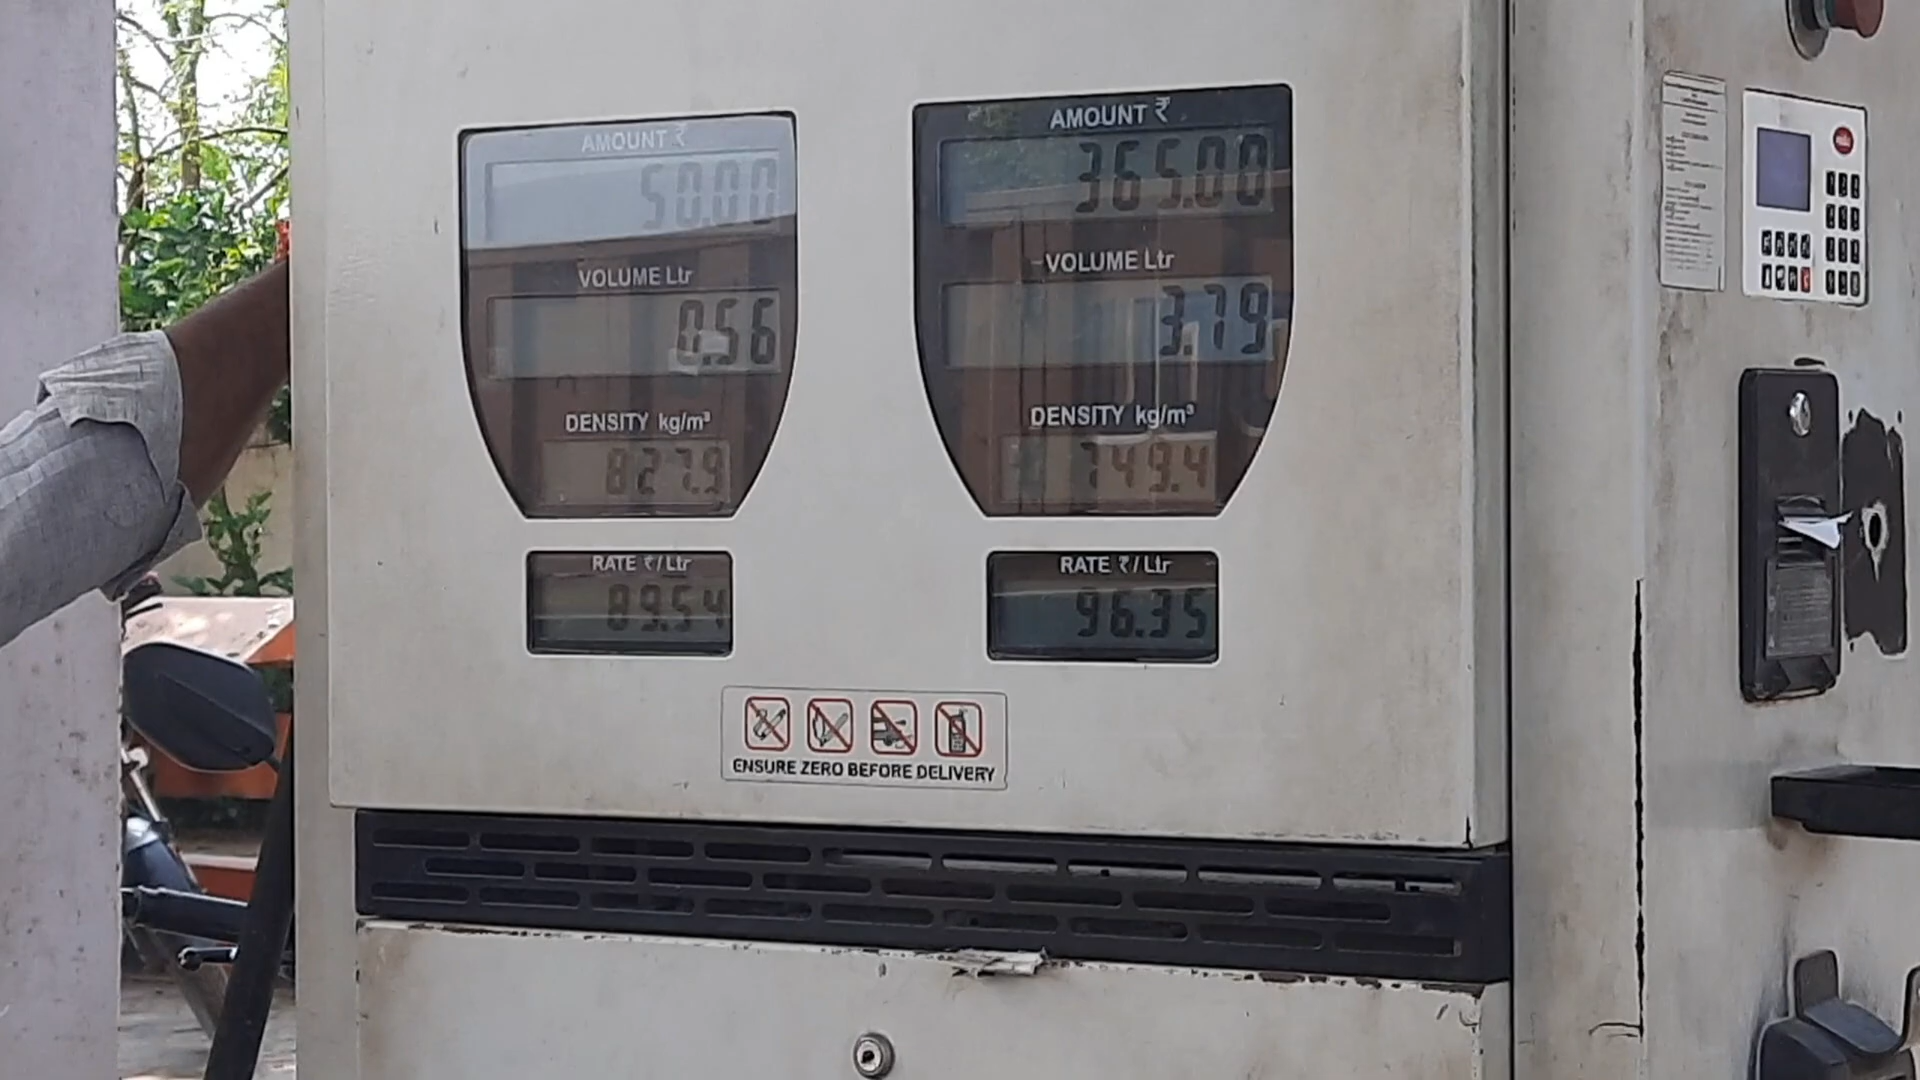 AMOUNT ₹
50.00
VOLUME Ltr
0.56
DENSITY kg/m³
827.9
RATE ₹/Ltr
89.54
AMOUNT ₹
365.00
VOLUME Ltr
3.79
DENSITY kg/m³
749.4
RATE ₹/Ltr
96.35
ENSURE ZERO BEFORE DELIVERY